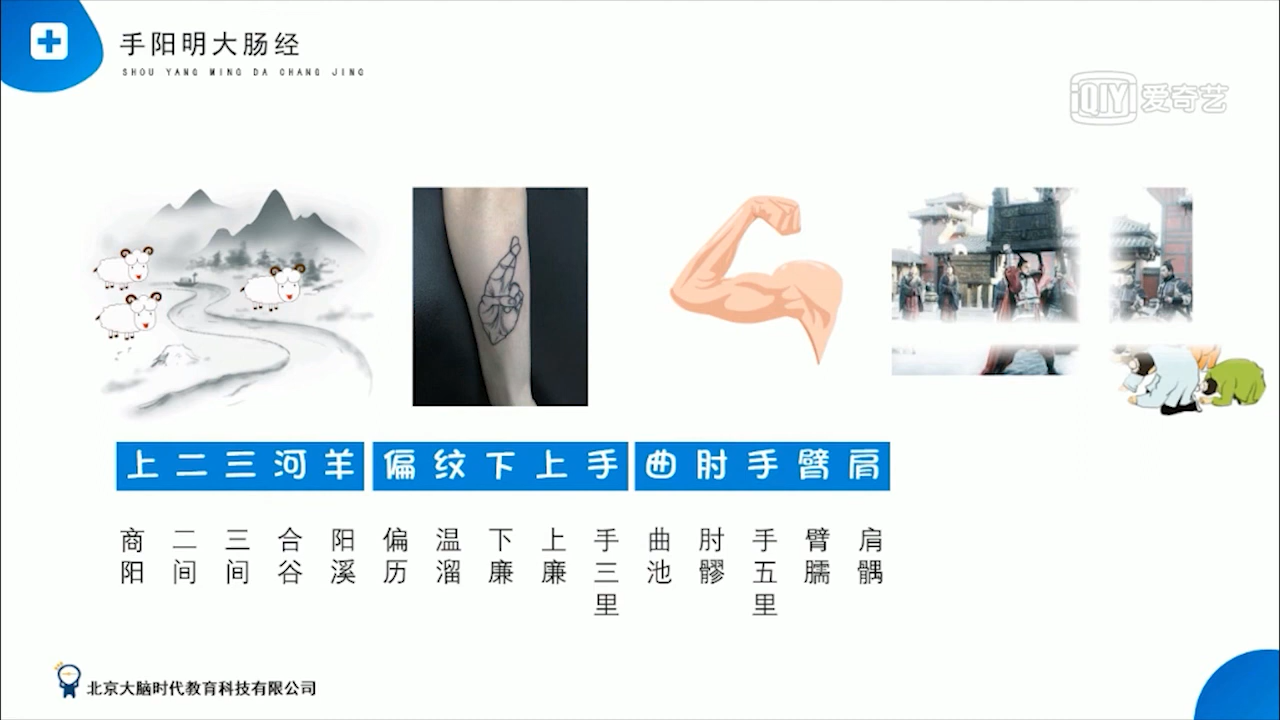 手阳明大肠经
SHOU YANG MING DA CHANG JING
iQIYI 爱奇艺
上二三河羊 偏纹下上手 曲肘手臂肩
商阳 二间 三间 合谷 阳溪 偏历 温溜 下廉 上廉 手三里 曲池 肘髎 手五里 臂臑 肩髃
北京大脑时代教育科技有限公司